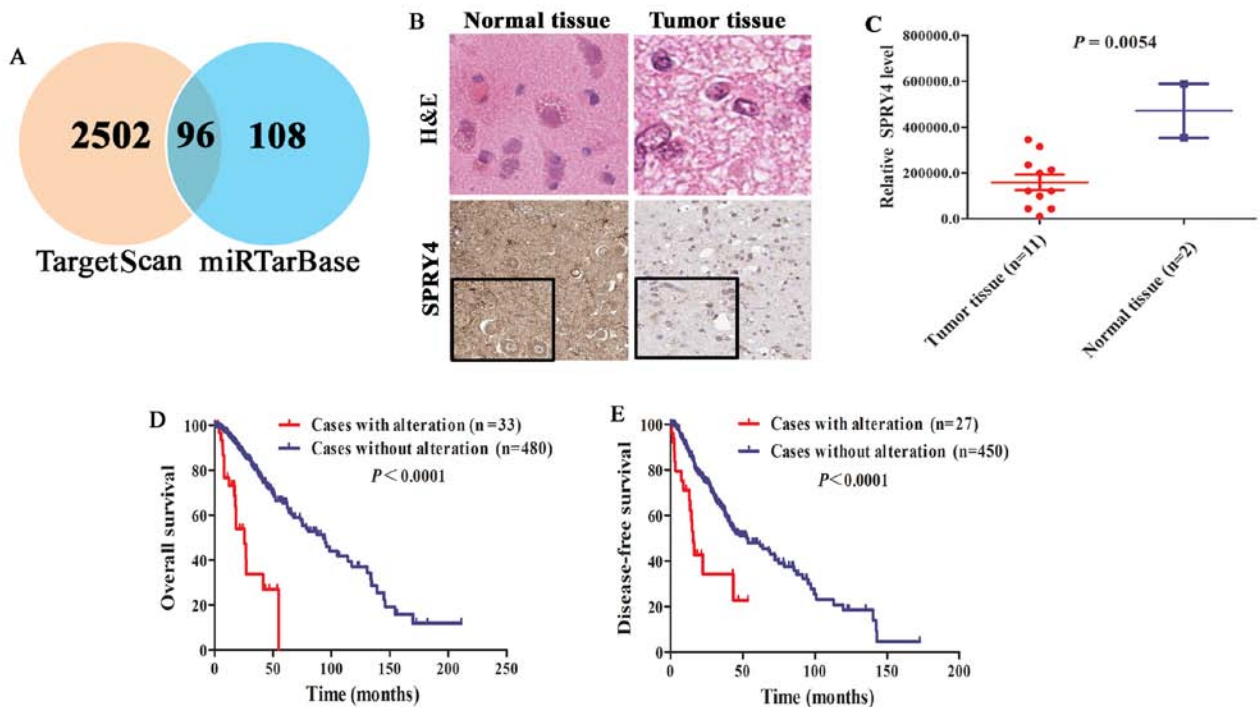 A
2502 96 108
TargetScan miRTarBase
B
Normal tissue Tumor tissue
H&E
SPRY4
C
P = 0.0054
Relative SPRY4 level
800000.0
600000.0
400000.0
200000.0
0.0
Tumor tissue (n=11)
Normal tissue (n=2)
D
Cases with alteration (n=33)
Cases without alteration (n=480)
P< 0.0001
Overall survival
100
80
60
40
20
0
0 50 100 150 200 250
Time (months)
E
Cases with alteration (n=27)
Cases without alteration (n=450)
P< 0.0001
Disease-free survival
100
80
60
40
20
0
0 50 100 150 200
Time (months)